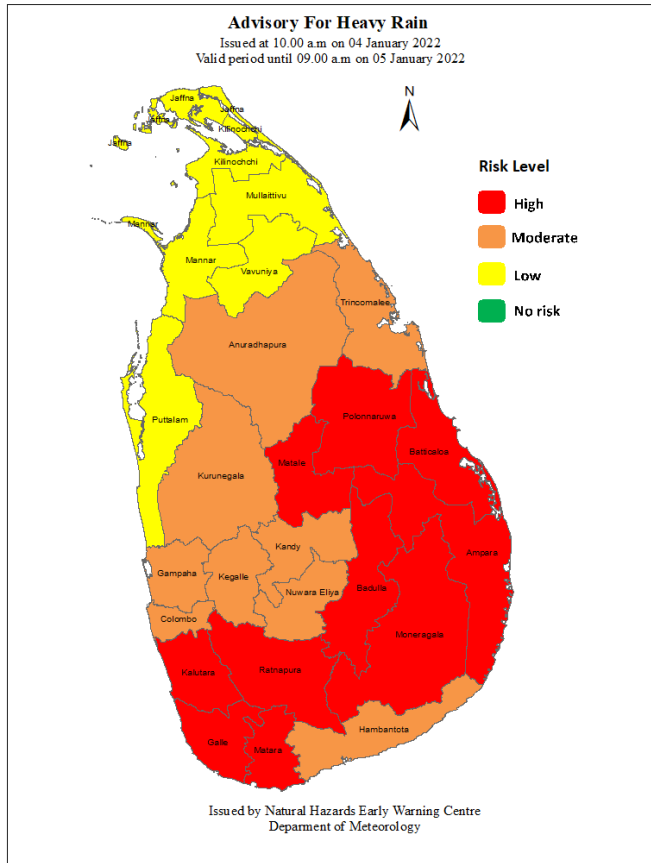 Advisory For Heavy Rain
Issued at 10.00 a.m on 04 January 2022
Valid period until 09.00 a.m on 05 January 2022
N
Jaffna
Jaffna
Jaffna
Kilinochchi
Jaffna
Kilinochchi
Risk Level
Mullaittivu
High
Mannar
Moderate
Mannar
Vavuniya
Low
Trincomalee
No risk
Anuradhapura
Polonnaruwa
Puttalam
Batticaloa
Matale
Kurunegala
Kandy
Ampara
Gampaha
Kegalle
Badulla
Nuwara Eliya
Colombo
Moneragala
Kalutara
Ratnapura
Hambantota
Galle
Matara
Issued by Natural Hazards Early Warning Centre
Deparment of Meteorology